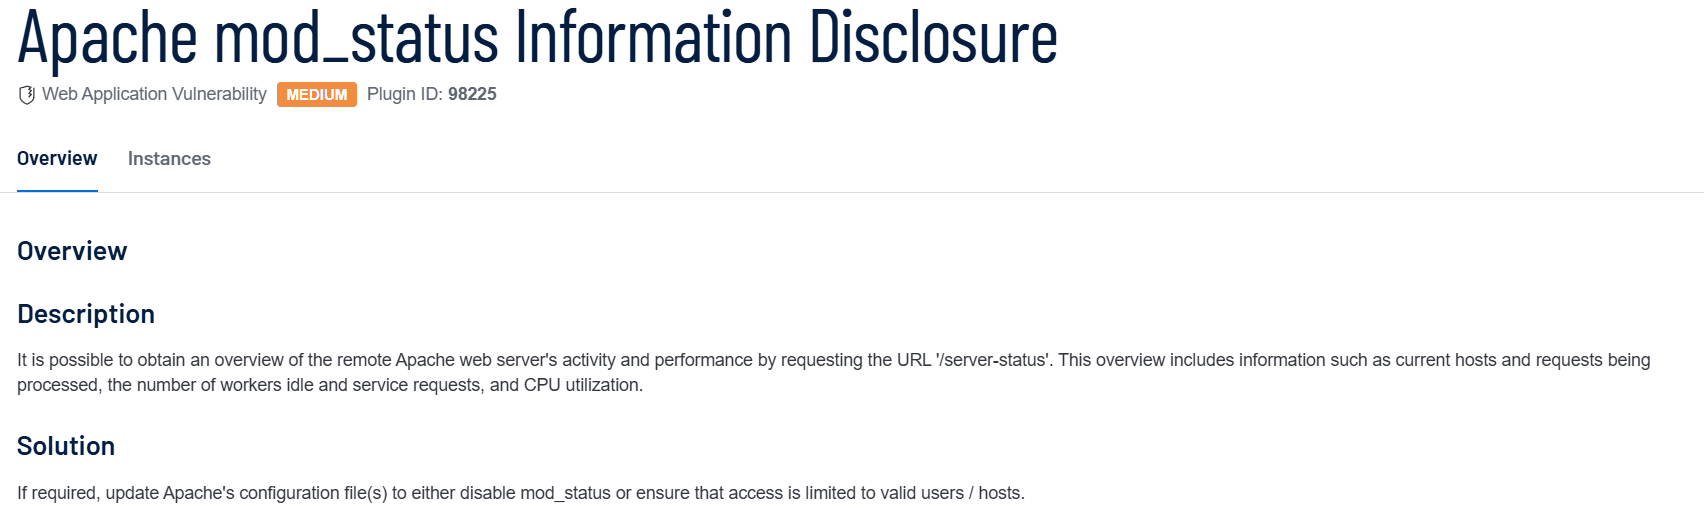 Apache mod_status Information Disclosure
Web Application Vulnerability MEDIUM Plugin ID: 98225
Overview Instances
Overview
Description
It is possible to obtain an overview of the remote Apache web server's activity and performance by requesting the URL '/server-status'. This overview includes information such as current hosts and requests being
processed, the number of workers idle and service requests, and CPU utilization.
Solution
If required, update Apache's configuration file(s) to either disable mod_status or ensure that access is limited to valid users / hosts.